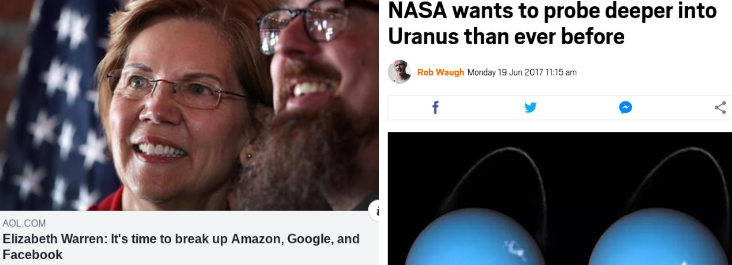 AOL.COM
Elizabeth Warren: It's time to break up Amazon, Google, and
Facebook
NASA wants to probe deeper into
Uranus than ever before
Rob Waugh Monday 19 Jun 2017 11:15 am